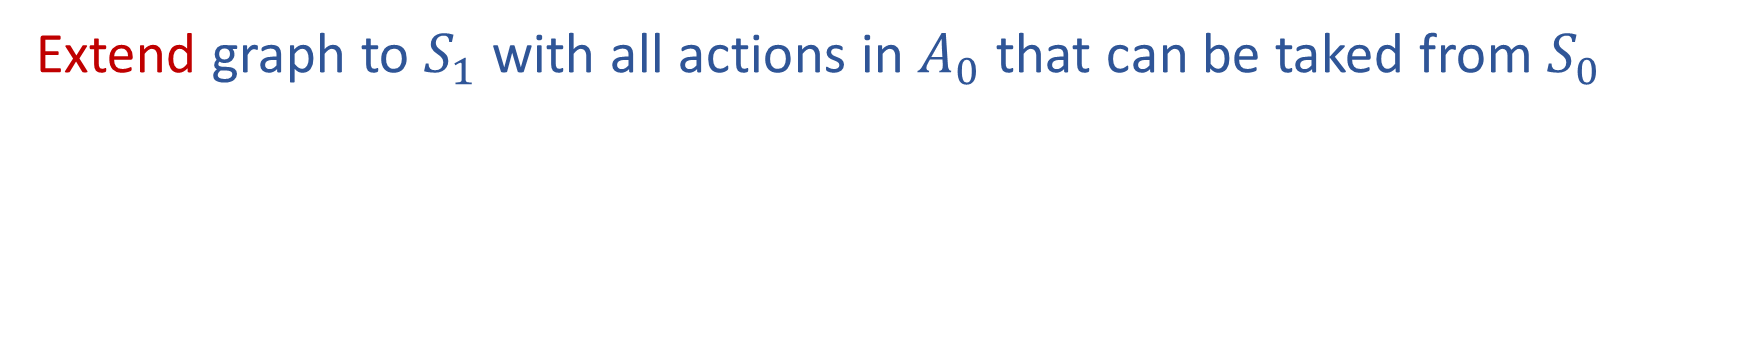 Extend graph to S₁ with all actions in A₀ that can be taked from S₀